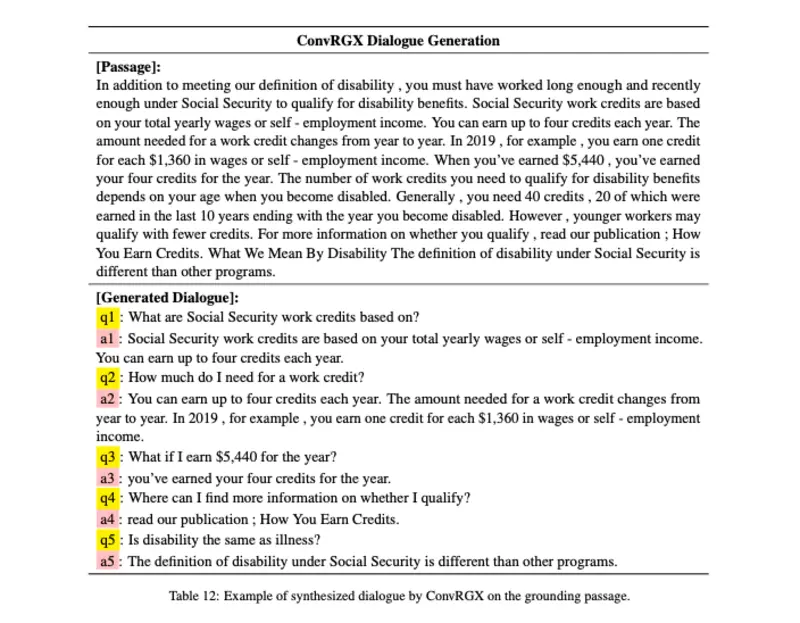 ConvRGX Dialogue Generation
[Passage]:
In addition to meeting our definition of disability , you must have worked long enough and recently
enough under Social Security to qualify for disability benefits. Social Security work credits are based
on your total yearly wages or self - employment income. You can earn up to four credits each year. The
amount needed for a work credit changes from year to year. In 2019 , for example , you earn one credit
for each $1,360 in wages or self - employment income. When you've earned $5,440 , you've earned
your four credits for the year. The number of work credits you need to qualify for disability benefits
depends on your age when you become disabled. Generally , you need 40 credits , 20 of which were
earned in the last 10 years ending with the year you become disabled. However , younger workers may
qualify with fewer credits. For more information on whether you qualify , read our publication ; How
You Earn Credits. What We Mean By Disability The definition of disability under Social Security is
different than other programs.
[Generated Dialogue]:
q1 : What are Social Security work credits based on?
a1 : Social Security work credits are based on your total yearly wages or self - employment income.
You can earn up to four credits each year.
q2 : How much do I need for a work credit?
a2 : You can earn up to four credits each year. The amount needed for a work credit changes from
year to year. In 2019 , for example , you earn one credit for each $1,360 in wages or self - employment
income.
q3 : What if I earn $5,440 for the year?
a3 : you've earned your four credits for the year.
q4 : Where can I find more information on whether I qualify?
a4 : read our publication ; How You Earn Credits.
q5 : Is disability the same as illness?
a5 : The definition of disability under Social Security is different than other programs.
Table 12: Example of synthesized dialogue by ConvRGX on the grounding passage.